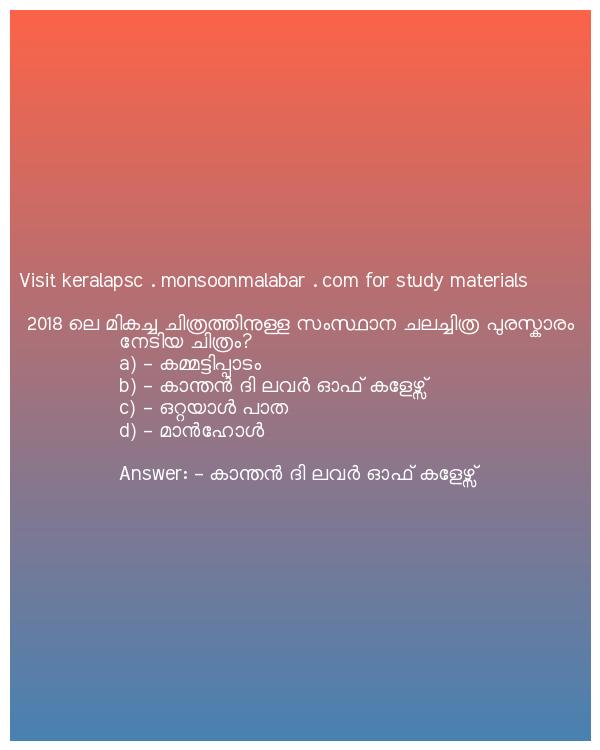 Visit keralapsc . monsoonmalabar . com for study materials
2018 ലെ മികച്ച ചിത്രത്തിനുള്ള സംസ്ഥാന ചലച്ചിത്ര പുരസ്കാരം
നേടിയ ചിത്രം?
a) - കമ്മട്ടിപ്പാടം
b) - കാന്തൻ ദി ലവർ ഓഫ് കളേഴ്സ്
c) - ഒറ്റയാൾ പാത
d) - മാൻഹോൾ
Answer: - കാന്തൻ ദി ലവർ ഓഫ് കളേഴ്സ്